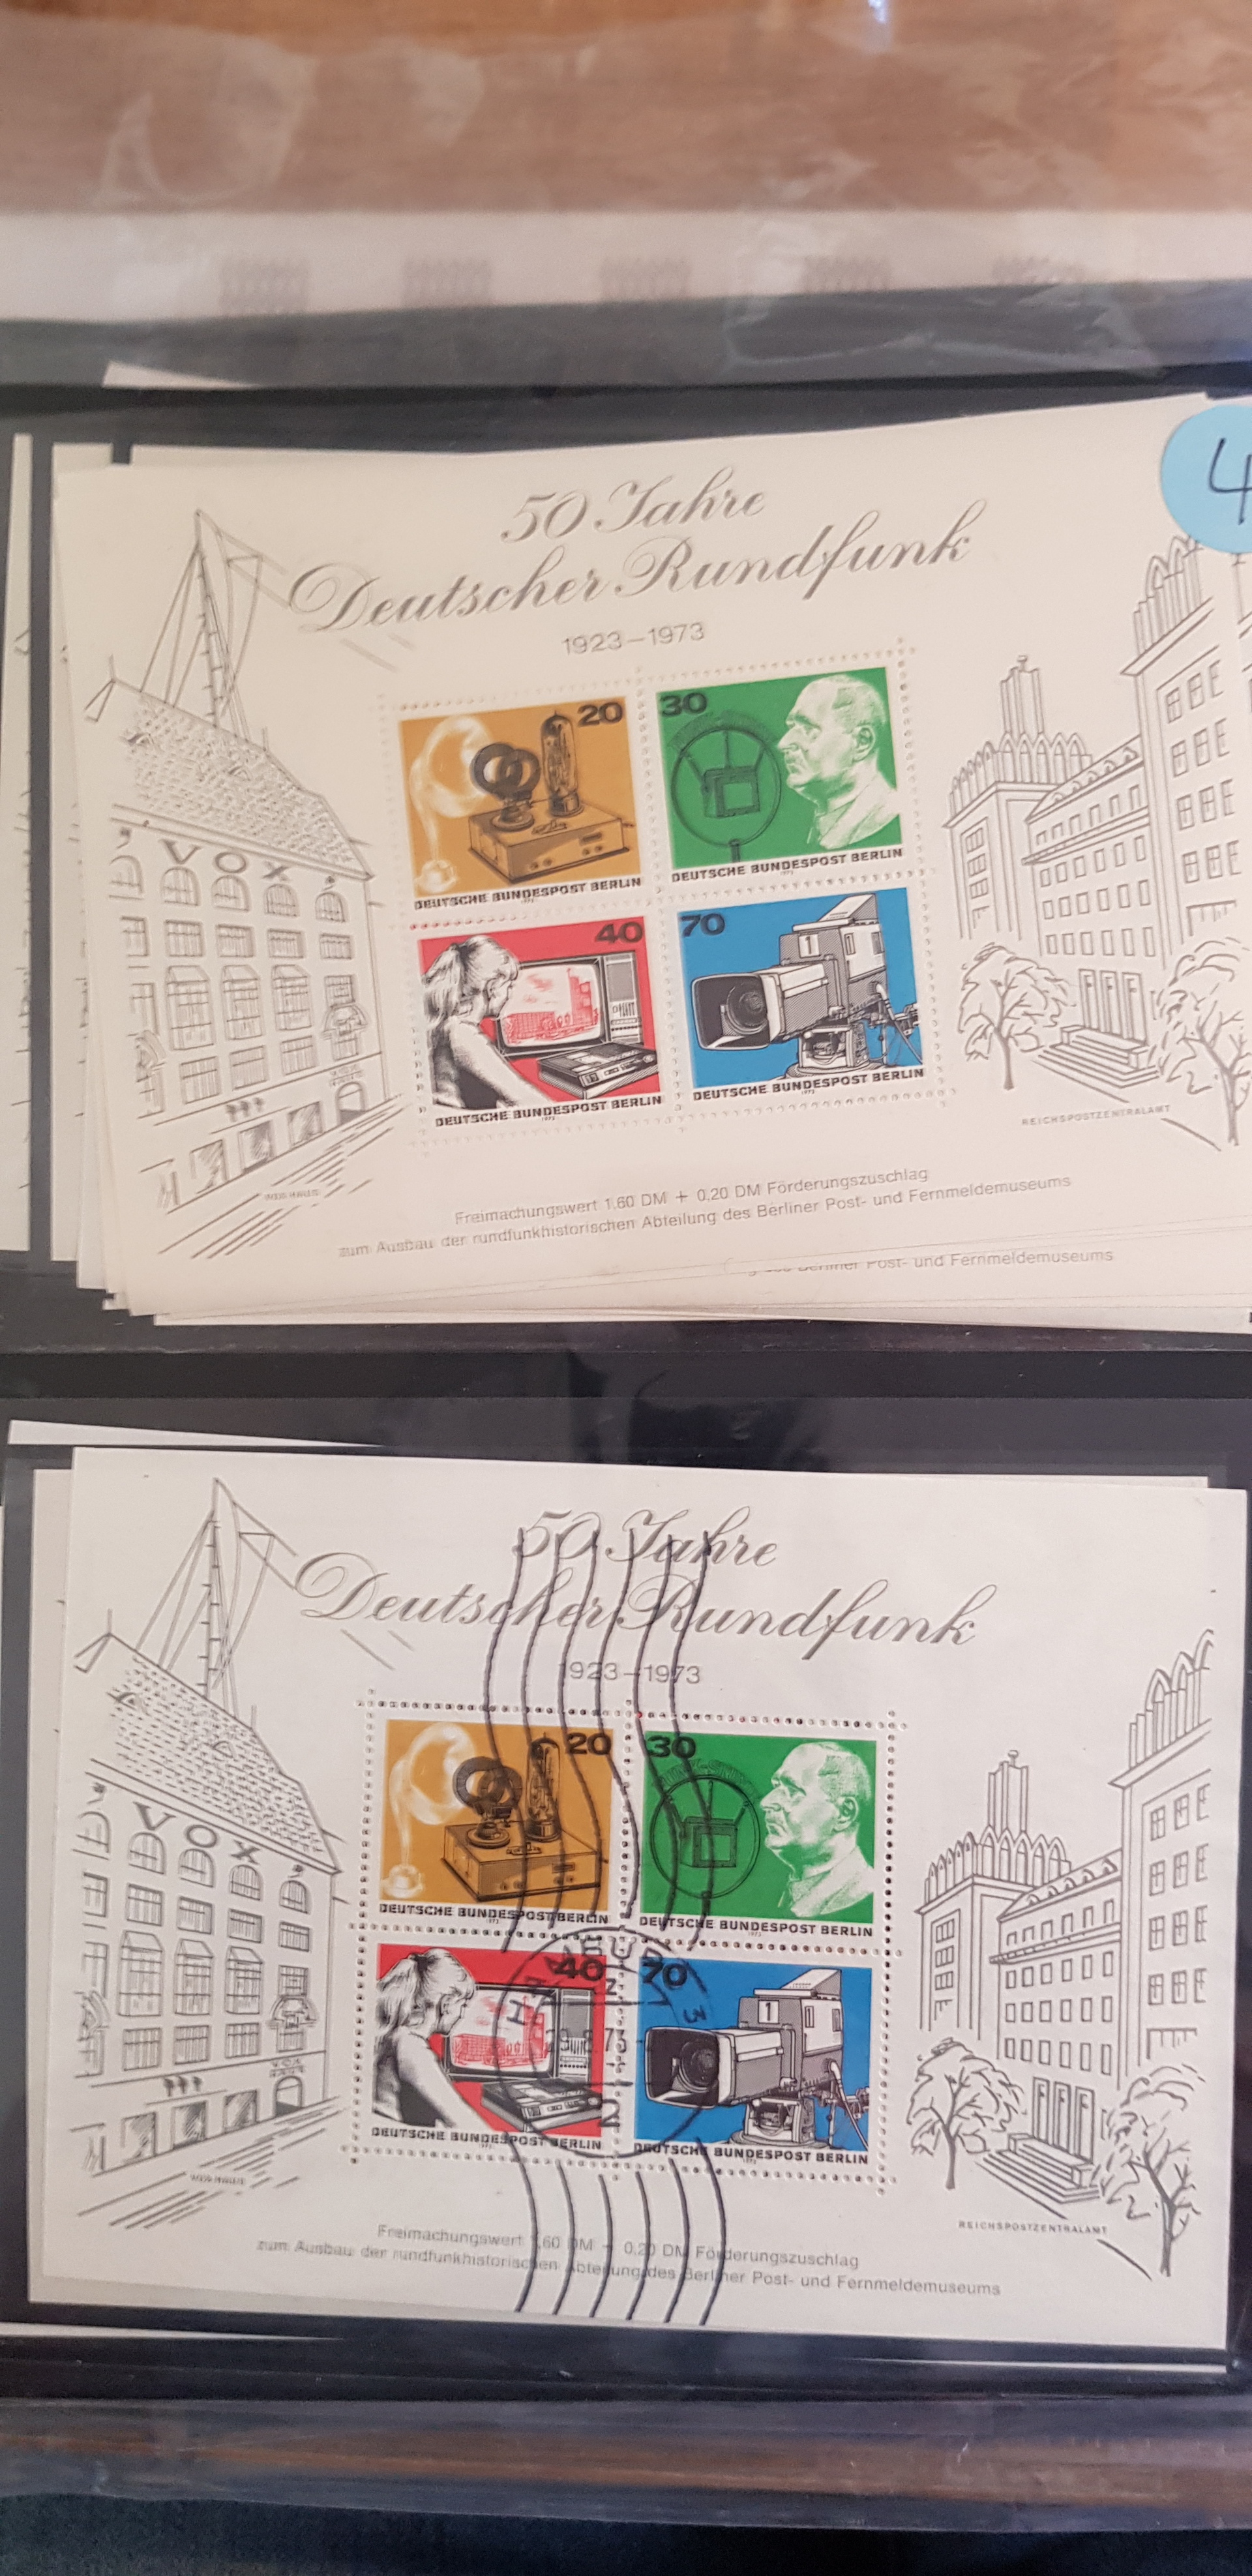 4
50 Jahre
Deutscher Rundfunk
1923–1973
VOX
20
30
DEUTSCHE BUNDESPOST BERLIN
DEUTSCHE BUNDESPOST BERLIN
40
70
1
DEUTSCHE BUNDESPOST BERLIN
DEUTSCHE BUNDESPOST BERLIN
REICHSPOSTZENTRALAMT
Freimachungswert 1,60 DM + 0,20 DM Förderungszuschlag
zum Ausbau der rundfunkhistorischen Abteilung des Berliner Post- und Fernmeldemuseums
des Berliner Post- und Fernmeldemuseums
50 Jahre
Deutscher Rundfunk
1923–1973
VOX
20
30
DEUTSCHE BUNDESPOST BERLIN
DEUTSCHE BUNDESPOST BERLIN
40
70
1
DEUTSCHE BUNDESPOST BERLIN
DEUTSCHE BUNDESPOST BERLIN
VOX
REICHSPOSTZENTRALAMT
Freimachungswert 1,60 DM + 0,20 DM Förderungszuschlag
zum Ausbau der rundfunkhistorischen Abteilung des Berliner Post- und Fernmeldemuseums